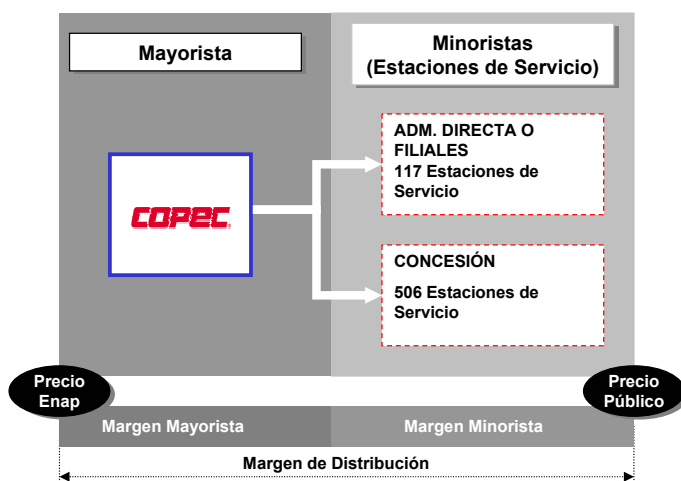 Mayorista
Minoristas
(Estaciones de Servicio)
COPEC
ADM. DIRECTA O
FILIALES
117 Estaciones de
Servicio
CONCESIÓN
506 Estaciones de
Servicio
Precio
Enap
Precio
Público
Margen Mayorista
Margen Minorista
Margen de Distribución